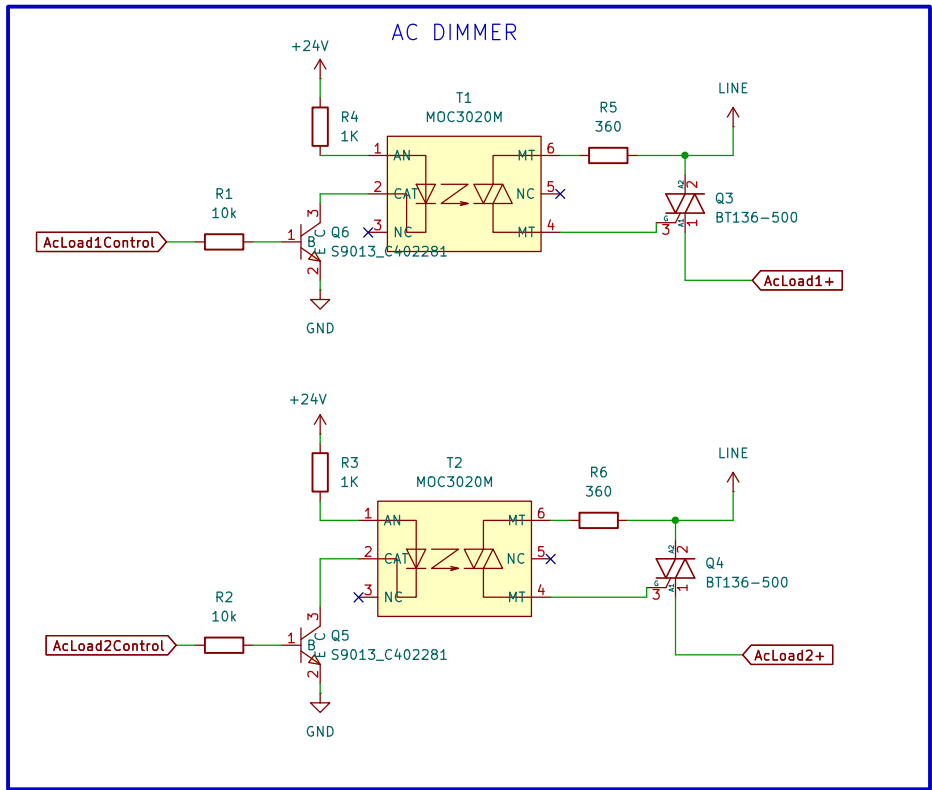 AC DIMMER
+24V
R4
1K
T1
MOC3020M
R5
360
LINE
1 AN
MT 6
2 CAT
NC 5
3 NC
MT 4
A2 2
G 3
A1 1
Q3
BT136-500
R1
10k
AcLoad1Control
1 B
3 C
2 E
Q6
S9013_C402281
GND
AcLoad1+
+24V
R3
1K
T2
MOC3020M
R6
360
LINE
1 AN
MT 6
2 CAT
NC 5
3 NC
MT 4
A2 2
G 3
A1 1
Q4
BT136-500
R2
10k
AcLoad2Control
1 B
3 C
2 E
Q5
S9013_C402281
GND
AcLoad2+